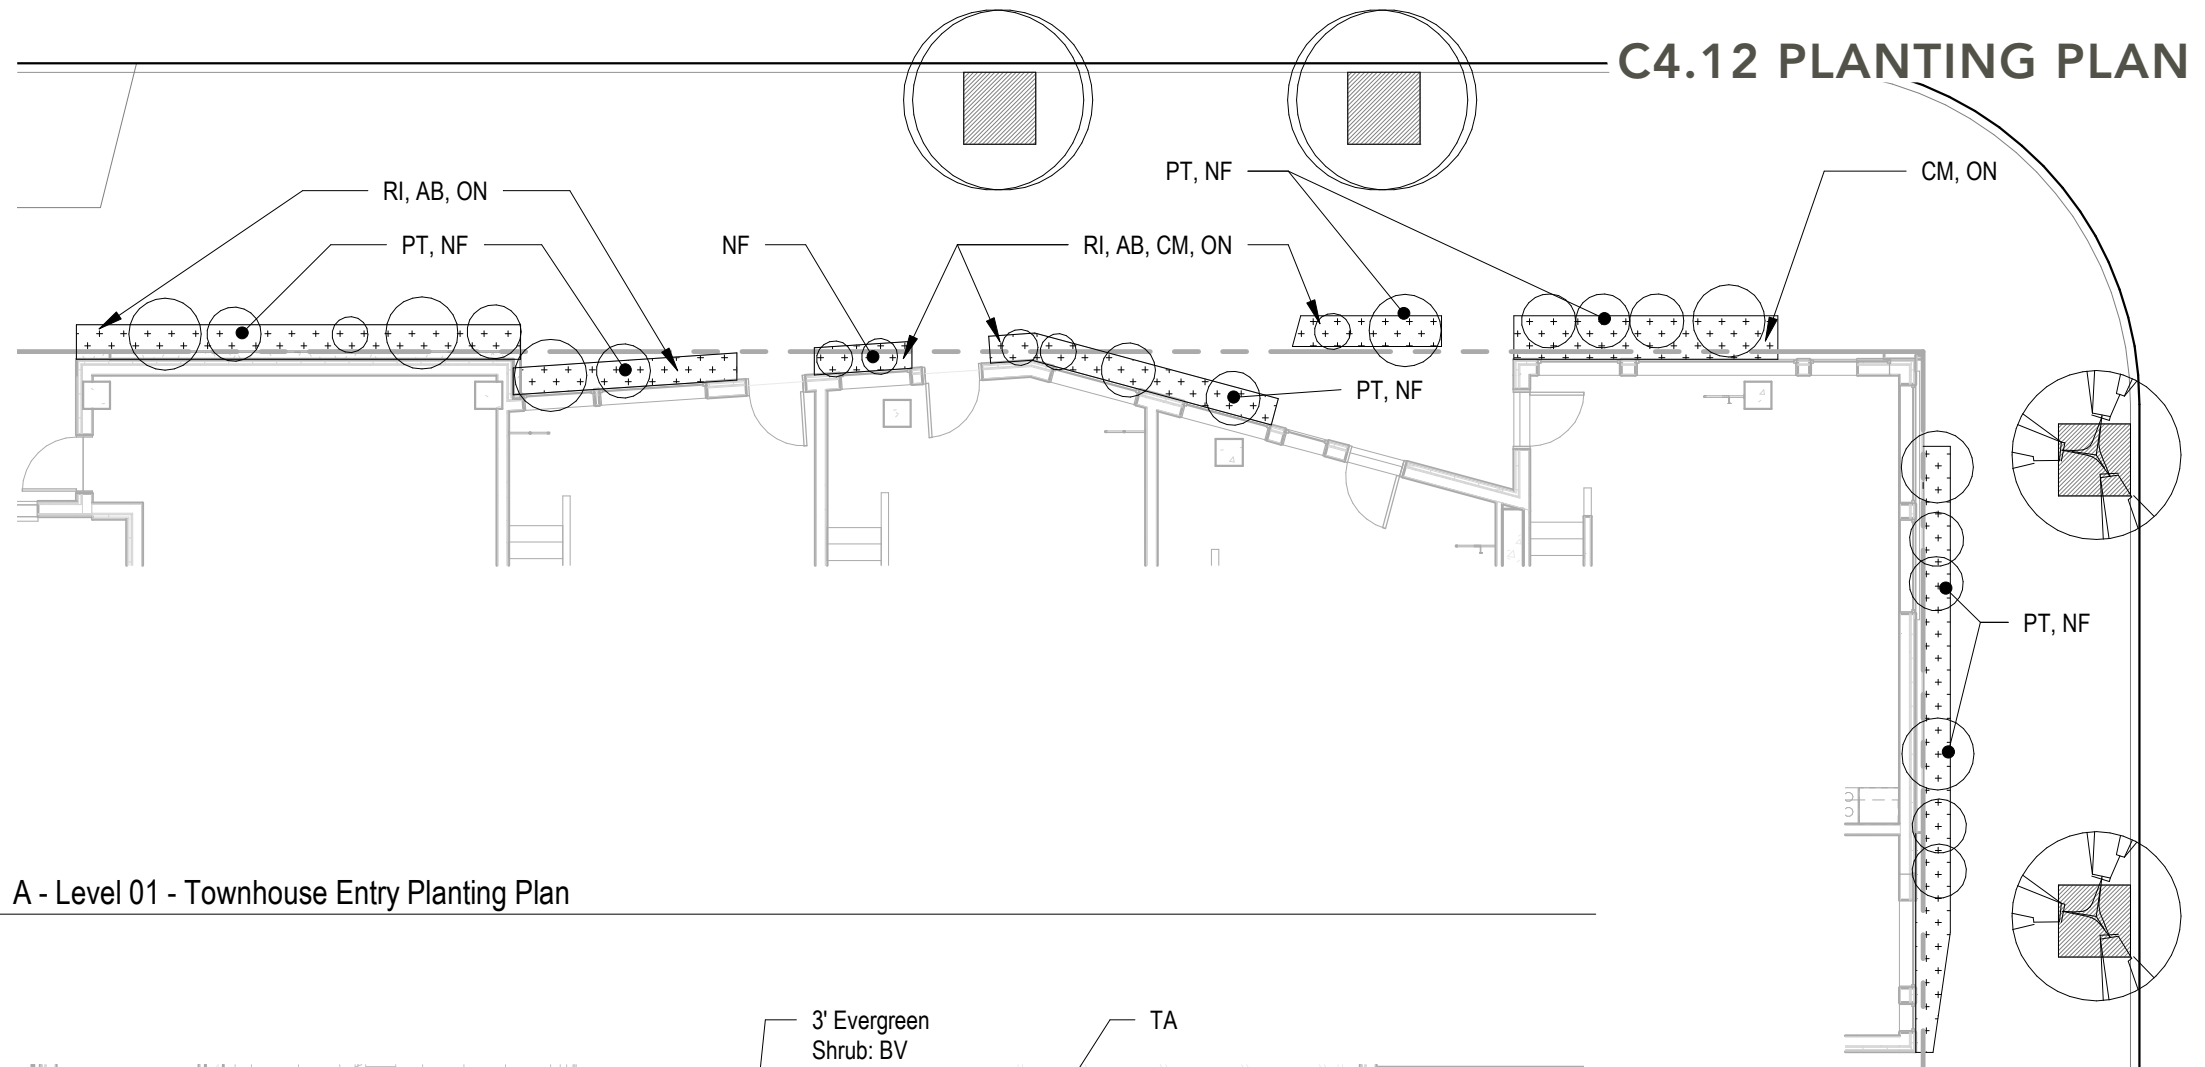 C4.12 PLANTING PLAN
PT, NF
CM, ON
RI, AB, ON
PT, NF
NF
RI, AB, CM, ON
PT, NF
PT, NF
A - Level 01 - Townhouse Entry Planting Plan
3' Evergreen
Shrub: BV
TA